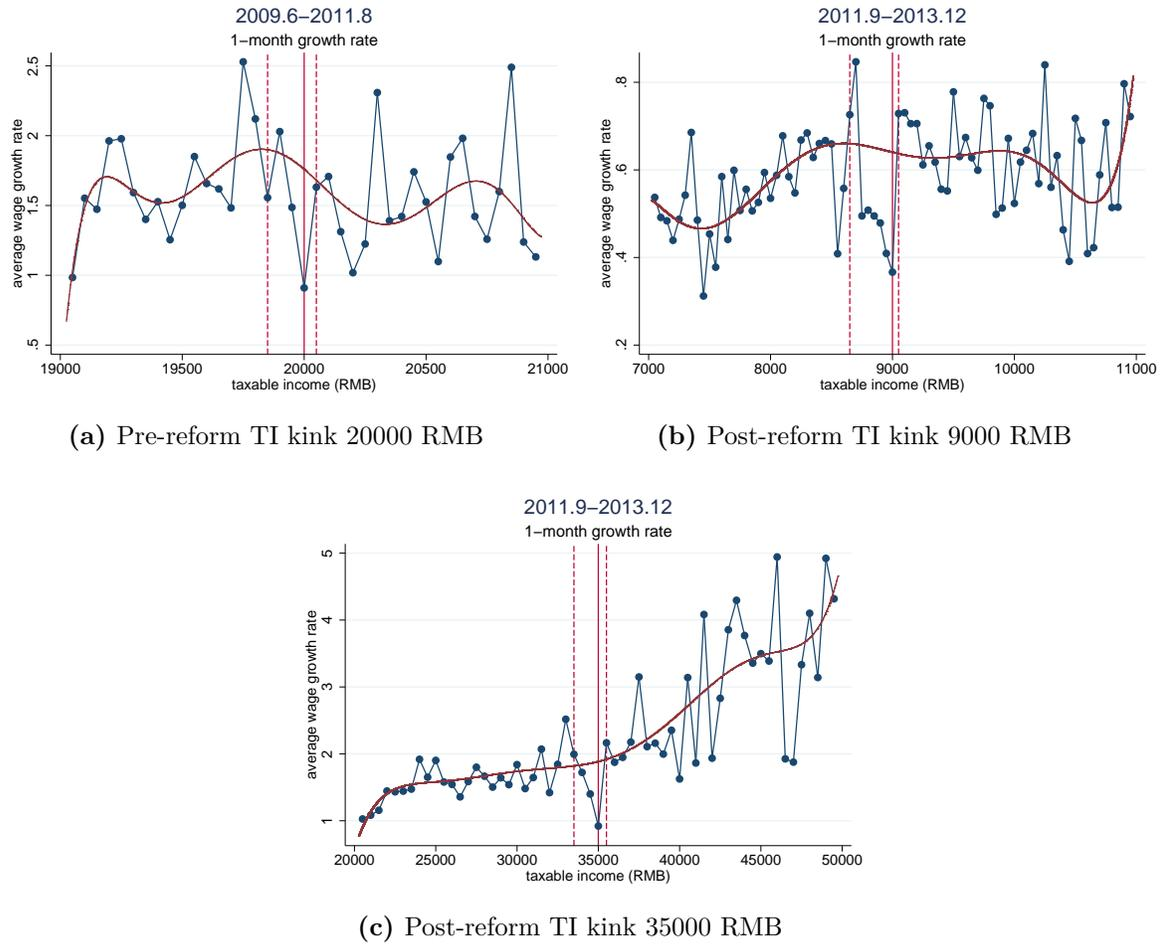 2009.6–2011.8
1−month growth rate
average wage growth rate
2.5
2
1.5
1
.5
19000 19500 20000 20500 21000
taxable income (RMB)
(a) Pre-reform TI kink 20000 RMB
2011.9–2013.12
1−month growth rate
average wage growth rate
.8
.6
.4
.2
7000 8000 9000 10000 11000
taxable income (RMB)
(b) Post-reform TI kink 9000 RMB
2011.9–2013.12
1−month growth rate
average wage growth rate
5
4
3
2
1
20000 25000 30000 35000 40000 45000 50000
taxable income (RMB)
(c) Post-reform TI kink 35000 RMB